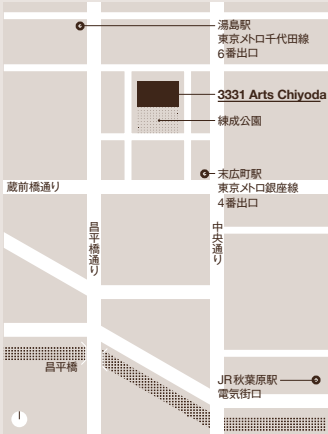 湯島駅
東京メトロ千代田線
6番出口
3331 Arts Chiyoda
練成公園
末広町駅
東京メトロ銀座線
4番出口
蔵前橋通り
昌平橋通り
中央通り
昌平橋
JR秋葉原駅
電気街口